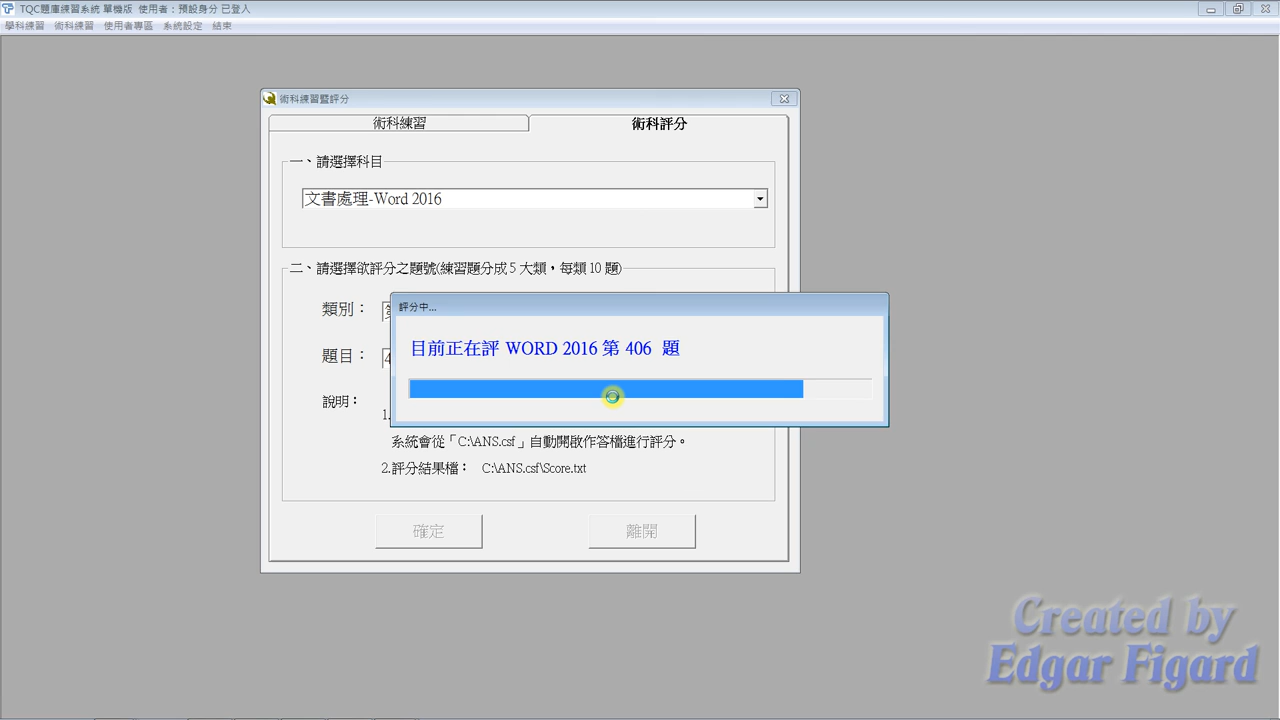 TQC題庫練習系統 單機版 使用者：預設身分 已登入
學科練習 術科練習 使用者專區 系統設定 結束
術科練習暨評分
術科練習 術科評分
一、請選擇科目
文書處理-Word 2016
二、請選擇欲評分之題號(練習題分成 5 大類，每類 10 題)
類別：
題目： 4
說明：
1.
評分中...
目前正在評 WORD 2016 第 406 題
系統會從「C:\ANS.csf」自動開啟作答檔進行評分。
2.評分結果檔： C:\ANS.csf\Score.txt
確定 離開
Created by
Edgar Figard